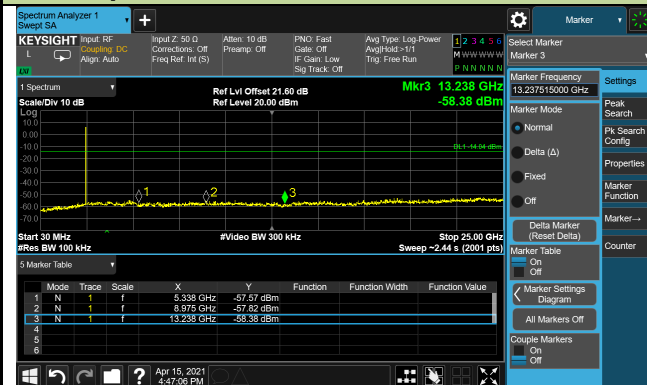 Spectrum Analyzer 1
Swept SA
+
Marker
KEYSIGHT
L
LXI
Input: RF
Coupling: DC
Align: Auto
Input Z: 50 Ω
Corrections: Off
Freq Ref: Int (S)
Atten: 10 dB
Preamp: Off
PNO: Fast
Gate: Off
IF Gain: Low
Sig Track: Off
Avg Type: Log-Power
Avg|Hold:>1/1
Trig: Free Run
1 2 3 4 5 6
M W W W W W
P N N N N N
Select Marker
Marker 3
1 Spectrum
Scale/Div 10 dB
Ref Lvl Offset 21.60 dB
Ref Level 20.00 dBm
Mkr3 13.238 GHz
-58.38 dBm
Log
10.0
0.00
-10.0
-20.0
-30.0
-40.0
-50.0
-60.0
-70.0
DL1 -14.04 dBm
1
2
3
Start 30 MHz
#Res BW 100 kHz
#Video BW 300 kHz
Stop 25.00 GHz
Sweep ~2.44 s (2001 pts)
5 Marker Table
Mode Trace Scale X Y Function Function Width Function Value
1 N 1 f 5.338 GHz -57.57 dBm
2 N 1 f 8.975 GHz -57.82 dBm
3 N 1 f 13.238 GHz -58.38 dBm
4
5
6
Marker Frequency
13.237515000 GHz
Marker Mode
Normal
Delta (Δ)
Fixed
Off
Delta Marker
(Reset Delta)
Marker Table
On
Off
Marker Settings
Diagram
All Markers Off
Couple Markers
On
Off
Settings
Peak
Search
Pk Search
Config
Properties
Marker
Function
Marker→
Counter
?
Apr 15, 2021
4:47:06 PM